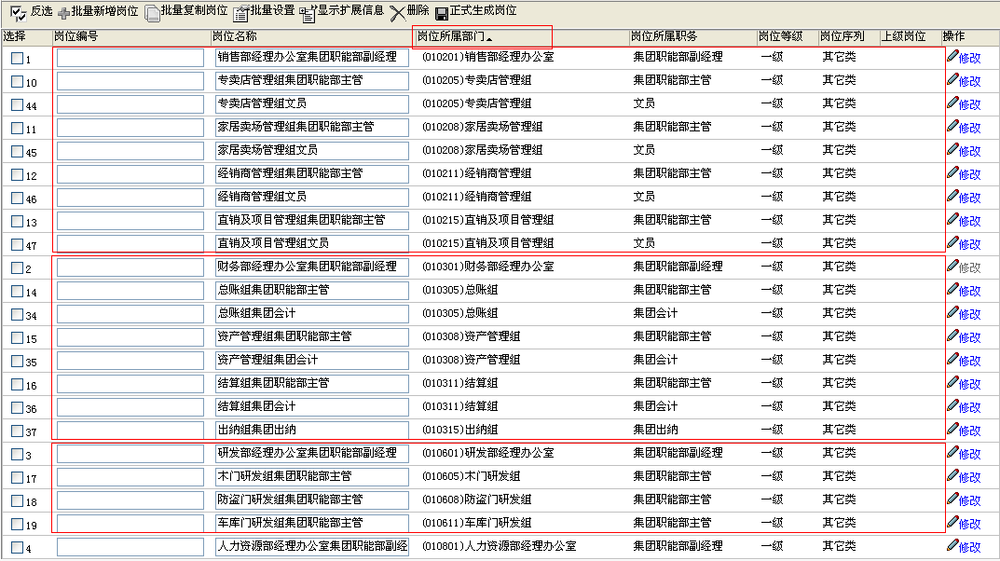 反选 批量新增岗位 批量复制岗位 批量设置 显示扩展信息 删除 正式生成岗位
选择 岗位编号 岗位名称 岗位所属部门▲ 岗位所属职务 岗位等级 岗位序列 上级岗位 操作
1 销售部经理办公室集团职能部副经理 (010201)销售部经理办公室 集团职能部副经理 一级 其它类 修改
10 专卖店管理组集团职能部主管 (010205)专卖店管理组 集团职能部主管 一级 其它类 修改
44 专卖店管理组文员 (010205)专卖店管理组 文员 一级 其它类 修改
11 家居卖场管理组集团职能部主管 (010208)家居卖场管理组 集团职能部主管 一级 其它类 修改
45 家居卖场管理组文员 (010208)家居卖场管理组 文员 一级 其它类 修改
12 经销商管理组集团职能部主管 (010211)经销商管理组 集团职能部主管 一级 其它类 修改
46 经销商管理组文员 (010211)经销商管理组 文员 一级 其它类 修改
13 直销及项目管理组集团职能部主管 (010215)直销及项目管理组 集团职能部主管 一级 其它类 修改
47 直销及项目管理组文员 (010215)直销及项目管理组 文员 一级 其它类 修改
2 财务部经理办公室集团职能部副经理 (010301)财务部经理办公室 集团职能部副经理 一级 其它类 修改
14 总账组集团职能部主管 (010305)总账组 集团职能部主管 一级 其它类 修改
34 总账组集团会计 (010305)总账组 集团会计 一级 其它类 修改
15 资产管理组集团职能部主管 (010308)资产管理组 集团职能部主管 一级 其它类 修改
35 资产管理组集团会计 (010308)资产管理组 集团会计 一级 其它类 修改
16 结算组集团职能部主管 (010311)结算组 集团职能部主管 一级 其它类 修改
36 结算组集团会计 (010311)结算组 集团会计 一级 其它类 修改
37 出纳组集团出纳 (010315)出纳组 集团出纳 一级 其它类 修改
3 研发部经理办公室集团职能部副经理 (010601)研发部经理办公室 集团职能部副经理 一级 其它类 修改
17 木门研发组集团职能部主管 (010605)木门研发组 集团职能部主管 一级 其它类 修改
18 防盗门研发组集团职能部主管 (010608)防盗门研发组 集团职能部主管 一级 其它类 修改
19 车库门研发组集团职能部主管 (010611)车库门研发组 集团职能部主管 一级 其它类 修改
4 人力资源部经理办公室集团职能部副经 (010801)人力资源部经理办公室 集团职能部副经理 一级 其它类 修改